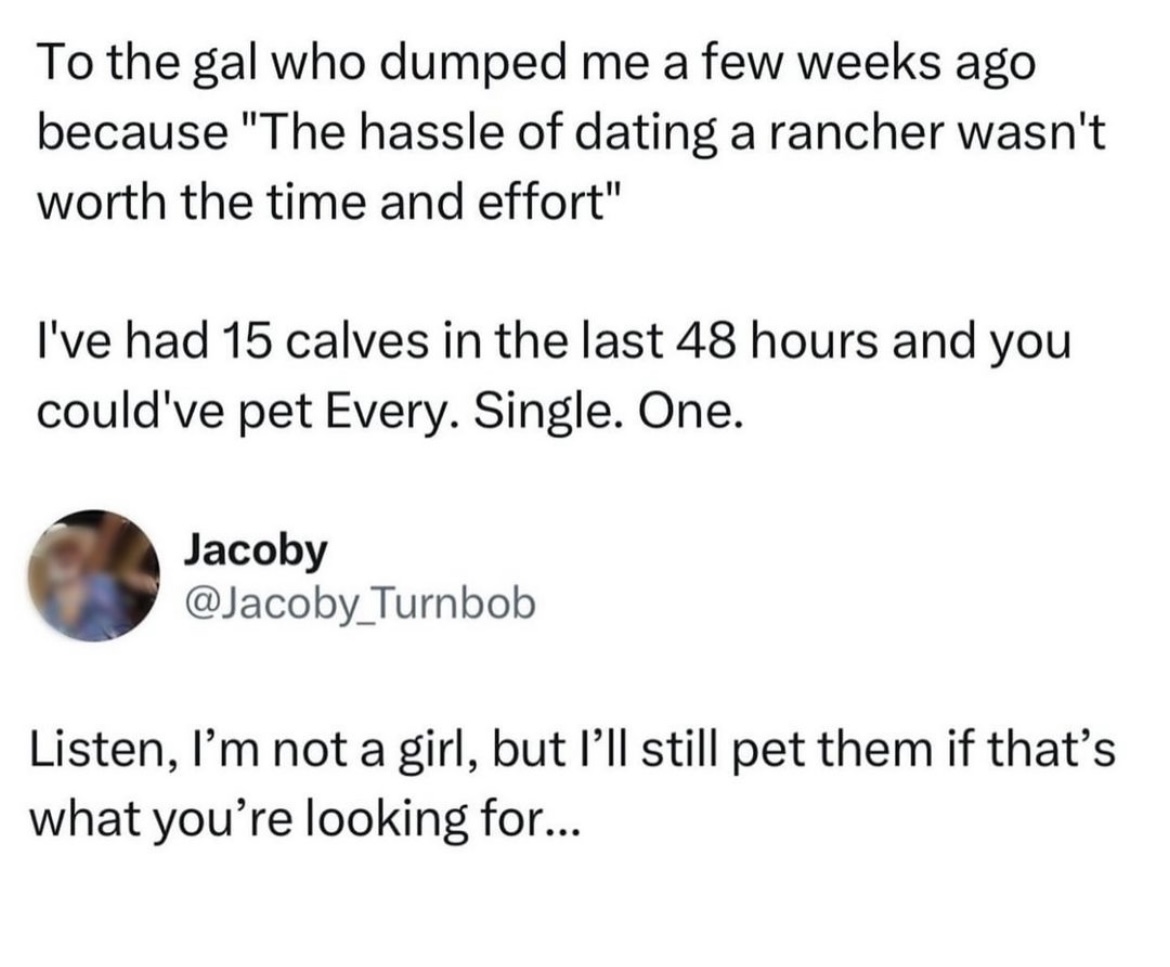 To the gal who dumped me a few weeks ago
because "The hassle of dating a rancher wasn't
worth the time and effort"
I've had 15 calves in the last 48 hours and you
could've pet Every. Single. One.
Jacoby
@Jacoby_Turnbob
Listen, I’m not a girl, but I’ll still pet them if that’s
what you’re looking for...